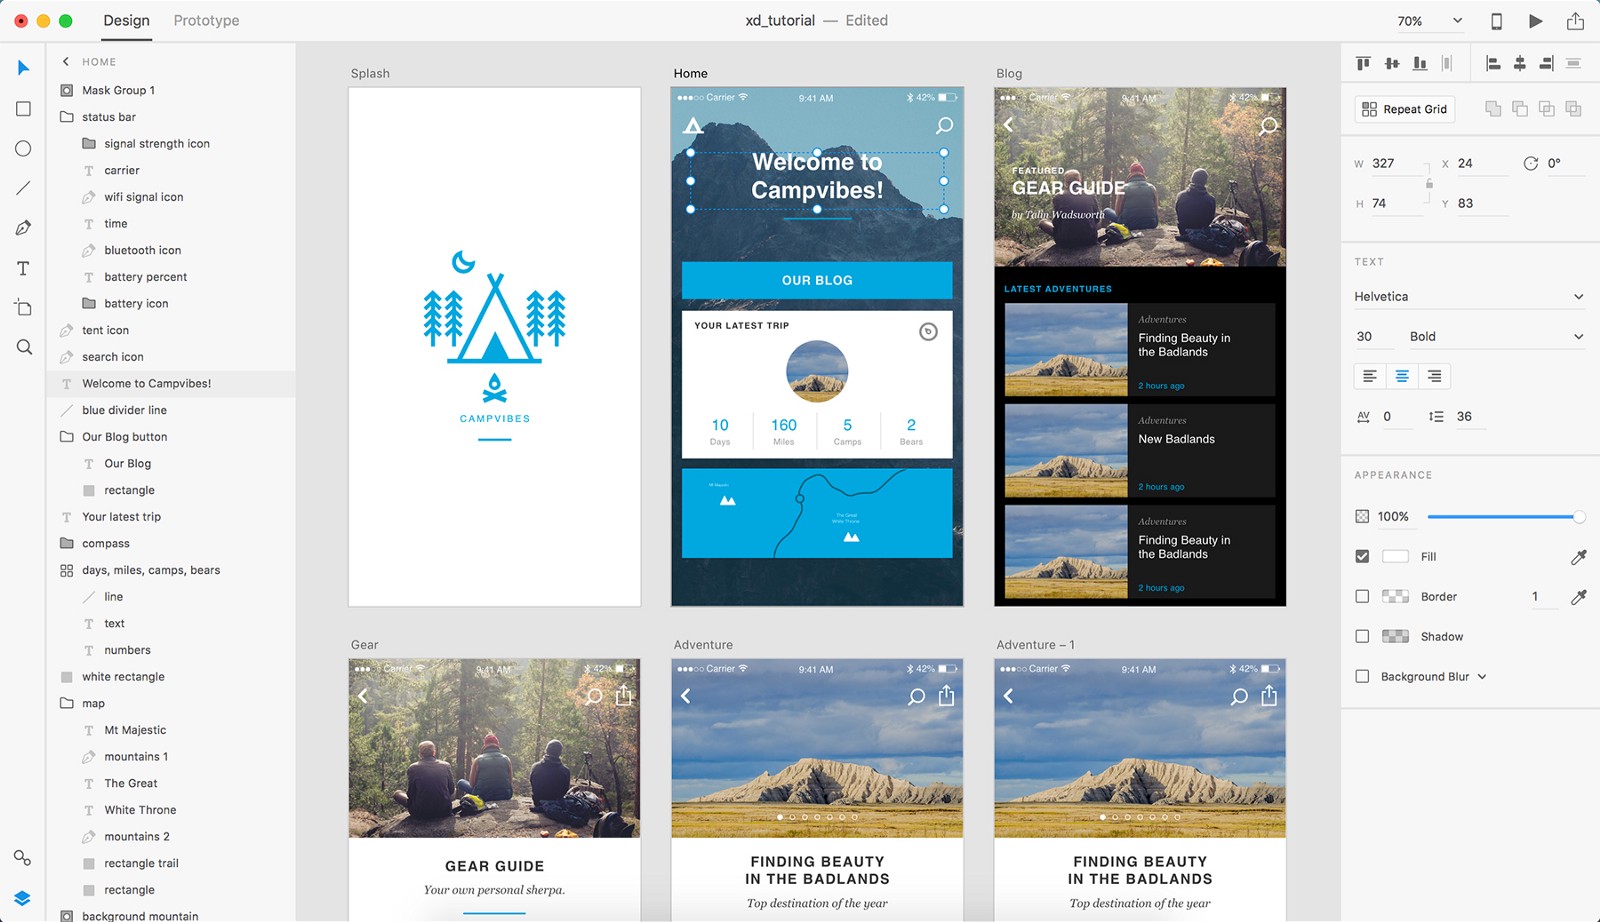 Design
Prototype
xd_tutorial — Edited
70%
HOME
Mask Group 1
status bar
signal strength icon
carrier
wifi signal icon
time
bluetooth icon
battery percent
battery icon
tent icon
search icon
Welcome to Campvibes!
blue divider line
Our Blog button
Our Blog
rectangle
Your latest trip
compass
days, miles, camps, bears
line
text
numbers
white rectangle
map
Mt Majestic
mountains 1
The Great
White Throne
mountains 2
rectangle trail
rectangle
background mountain
Splash
CAMPVIBES
Home
Carrier 9:41 AM 42%
Welcome to
Campvibes!
OUR BLOG
YOUR LATEST TRIP
10 160 5 2
Days Miles Camps Bears
Mt Majestic
The Great
White Throne
Blog
Carrier 9:41 AM 42%
FEATURED
GEAR GUIDE
by Talin Wadsworth
LATEST ADVENTURES
Adventures
Finding Beauty in
the Badlands
2 hours ago
Adventures
New Badlands
2 hours ago
Adventures
Finding Beauty in
the Badlands
2 hours ago
Gear
Carrier 9:41 AM 42%
GEAR GUIDE
Your own personal sherpa.
Adventure
Carrier 9:41 AM 42%
FINDING BEAUTY
IN THE BADLANDS
Top destination of the year
Adventure – 1
Carrier 9:41 AM 42%
FINDING BEAUTY
IN THE BADLANDS
Top destination of the year
Repeat Grid
W 327 X 24 0°
H 74 Y 83
TEXT
Helvetica
30 Bold
AV 0 36
APPEARANCE
100%
Fill
Border 1
Shadow
Background Blur